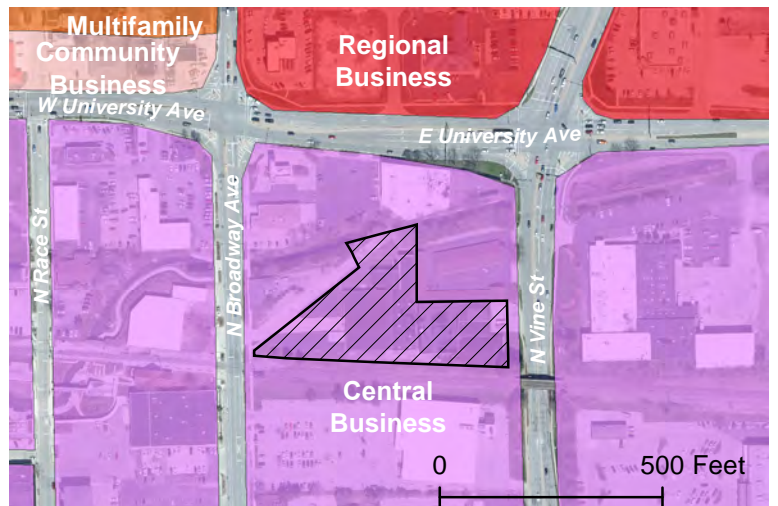 Multifamily
Community
Business
Regional
Business
W University Ave
E University Ave
N Race St
N Broadway Ave
N Vine St
Central
Business
0 500 Feet